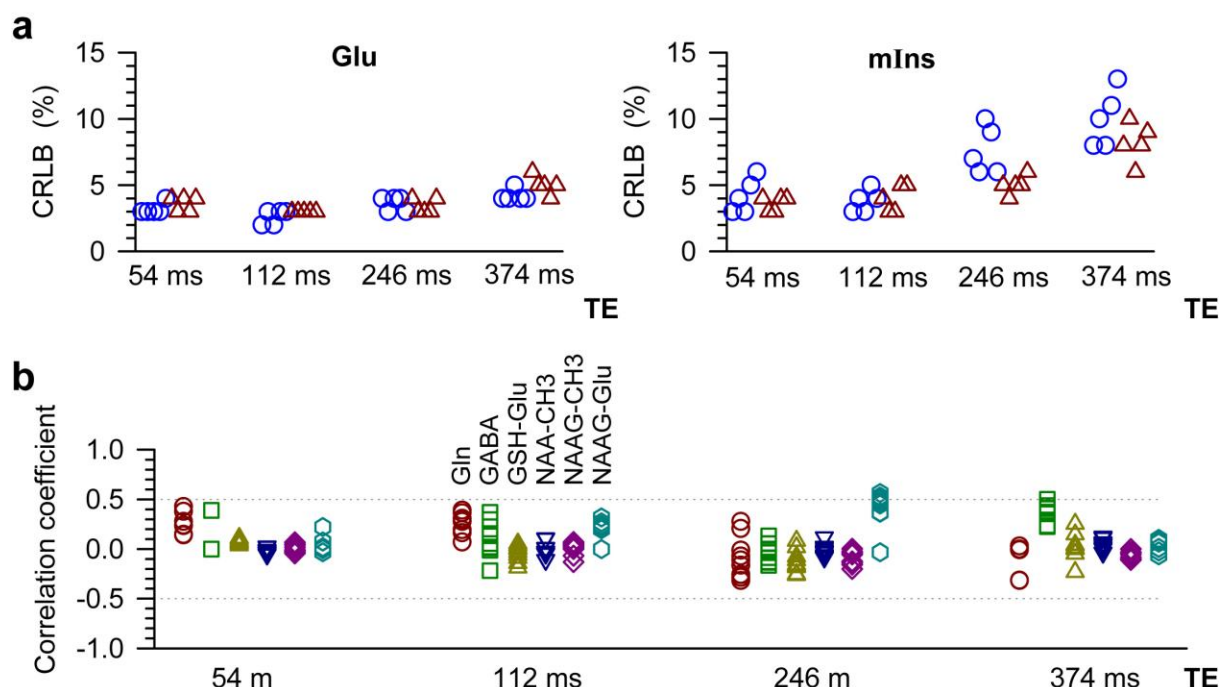 a
Glu
mIns
CRLB (%)
15
10
5
0
54 ms 112 ms 246 ms 374 ms
TE
CRLB (%)
15
10
5
0
54 ms 112 ms 246 ms 374 ms
TE
b
Correlation coefficient
1.0
0.5
0.0
-0.5
-1.0
Gln
GABA
GSH-Glu
NAA-CH3
NAAG-CH3
NAAG-Glu
54 m 112 ms 246 m 374 ms TE